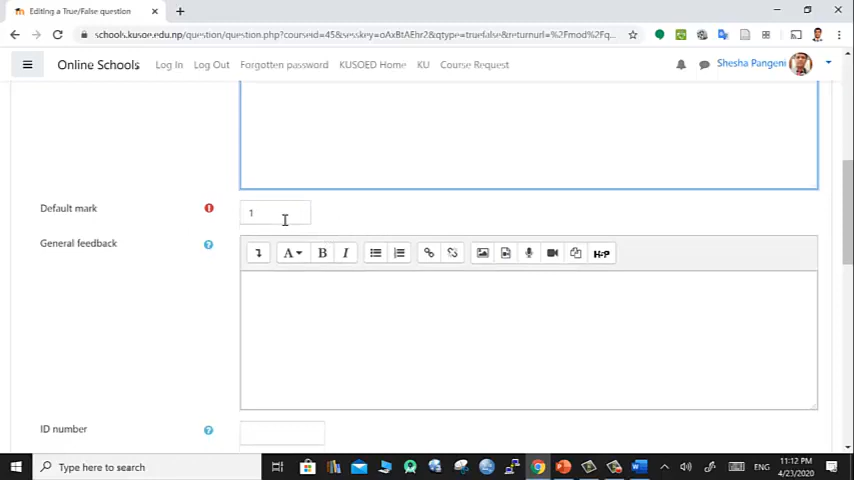 Editing a True/False question
schools.kusoed.edu.np/question/question.php?courseid=45&sesskey=oAxBtAEhr2&qtype=truefalse&returnurl=%2Fmod%2Fq...
Online Schools Log In Log Out Forgotten password KUSOED Home KU Course Request Shesha Pangeni
Default mark 1
General feedback
A B I H-P
ID number
Type here to search
ENG
11:12 PM
4/23/2020